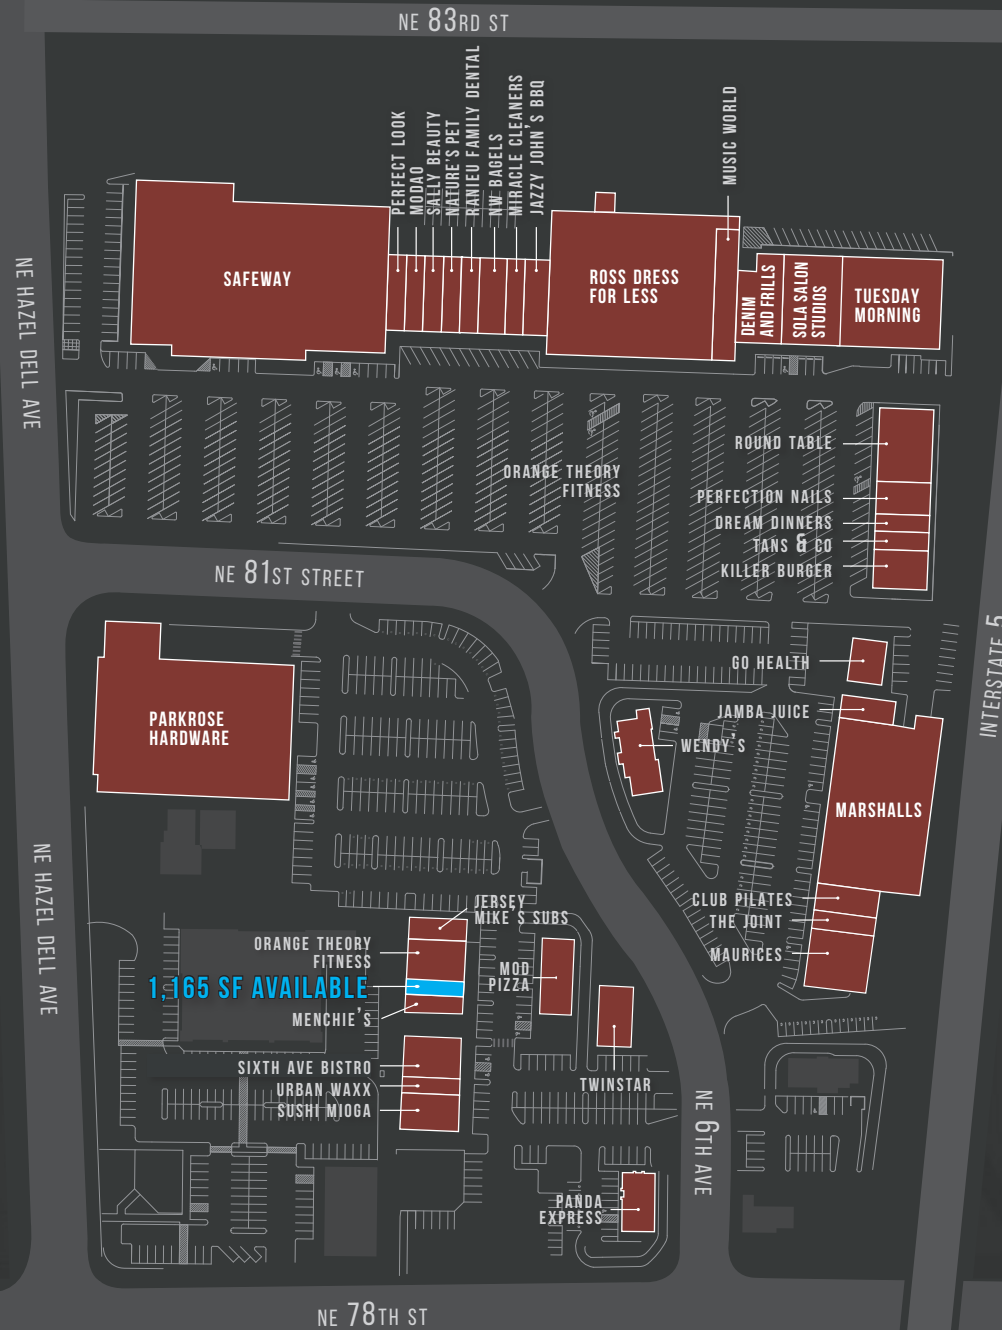 NE 83RD ST
PERFECT LOOK
MODAO
SALLY BEAUTY
NATURE'S PET
RANIEU FAMILY DENTAL
NW BAGELS
MIRACLE CLEANERS
JAZZY JOHN'S BBQ
MUSIC WORLD
NE HAZEL DELL AVE
SAFEWAY
ROSS DRESS
FOR LESS
DENIM
AND FRILLS
SOLA SALON
STUDIOS
TUESDAY
MORNING
ROUND TABLE
ORANGE THEORY
FITNESS
PERFECTION NAILS
DREAM DINNERS
TANS & CO
KILLER BURGER
NE 81ST STREET
INTERSTATE 5
GO HEALTH
JAMBA JUICE
PARKROSE
HARDWARE
WENDY'S
MARSHALLS
NE HAZEL DELL AVE
CLUB PILATES
THE JOINT
MAURICES
JERSEY
MIKE'S SUBS
ORANGE THEORY
FITNESS
1,165 SF AVAILABLE
MENCHIE'S
MOD
PIZZA
SIXTH AVE BISTRO
URBAN WAXX
SUSHI MIOGA
TWINSTAR
NE 6TH AVE
PANDA
EXPRESS
NE 78TH ST